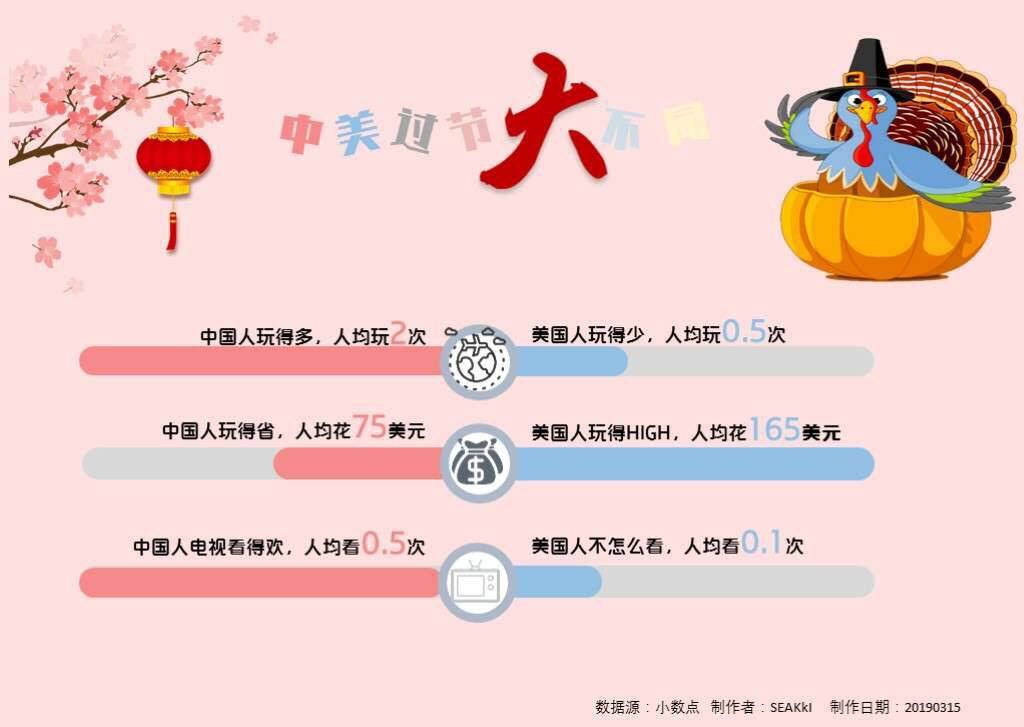 中美过节大不同
中国人玩得多，人均玩2次
美国人玩得少，人均玩0.5次
中国人玩得省，人均花75美元
美国人玩得HIGH，人均花165美元
$
中国人电视看得欢，人均看0.5次
美国人不怎么看，人均看0.1次
数据源：小数点 制作者：SEAKkI 制作日期：20190315